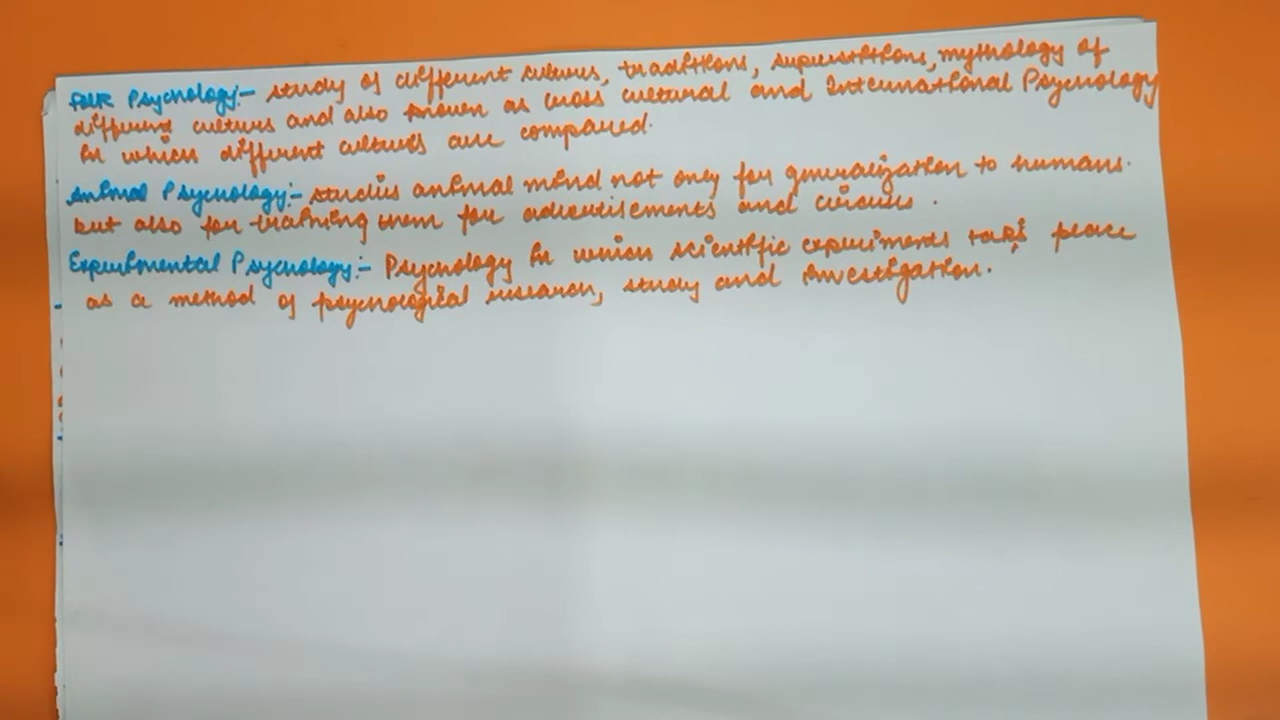 Folk Psychology:- study of different cultures, traditions, superstitions, mythology of
different cultures and also known as cross cultural and International Psychology
in which different cultures are compared.
Animal Psychology:- studies animal mind not only for generalization to humans.
but also for training them for advertisements and circus.
Experimental Psychology:- Psychology in which scientific experiments takes place
as a method of psychological research, study and investigation.